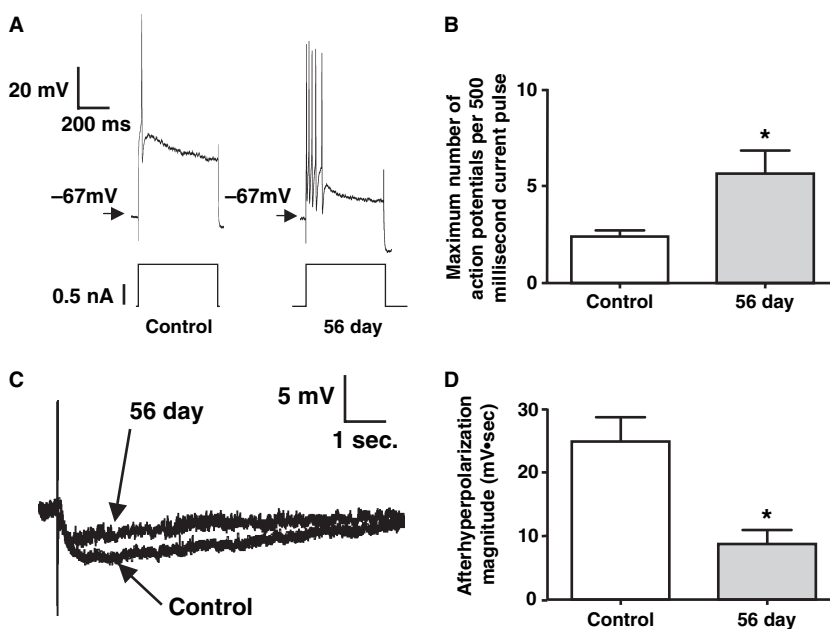 A
20 mV
200 ms
–67mV
–67mV
0.5 nA
Control
56 day
B
Maximum number of
action potentials per 500
millisecond current pulse
10
5
0
*
Control
56 day
C
56 day
5 mV
1 sec.
Control
D
Afterhyperpolarization
magnitude (mV•sec)
30
20
10
0
*
Control
56 day